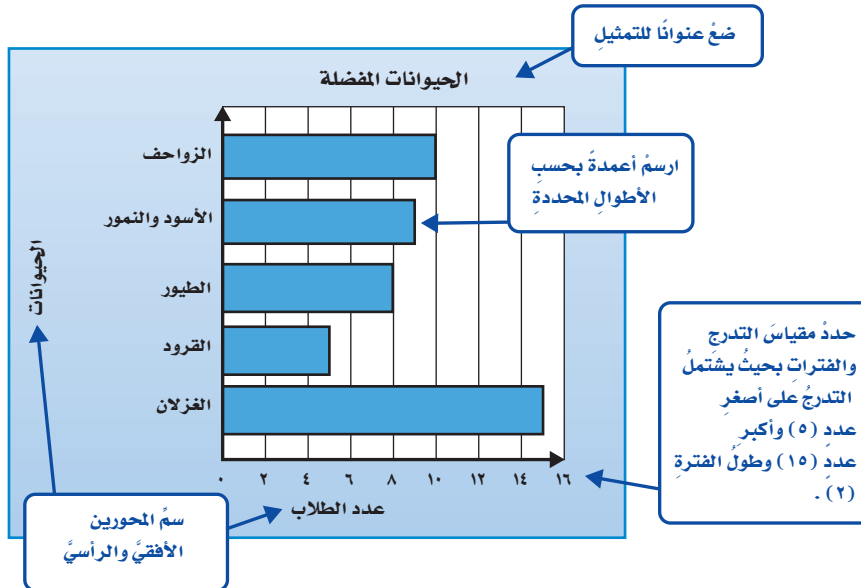 ضعْ عنوانًا للتمثيلِ
الحيوانات المفضلة
الزواحف
الأسود والنمور
الطيور
القرود
الغزلان
الحيوانات
ارسمْ أعمدةً بحسبِ
الأطوالِ المحددةِ
حددْ مقياسَ التدرجِ
والفتراتِ بحيثُ يشتملُ
التدرجُ على أصغرِ
عددٍ (٥) وأكبرِ
عددٍ (١٥) وطولُ الفترةِ
(٢).
٠ ٢ ٤ ٦ ٨ ١٠ ١٢ ١٤ ١٦
عدد الطلاب
سمِّ المحورين
الأفقيَّ والرأسيَّ